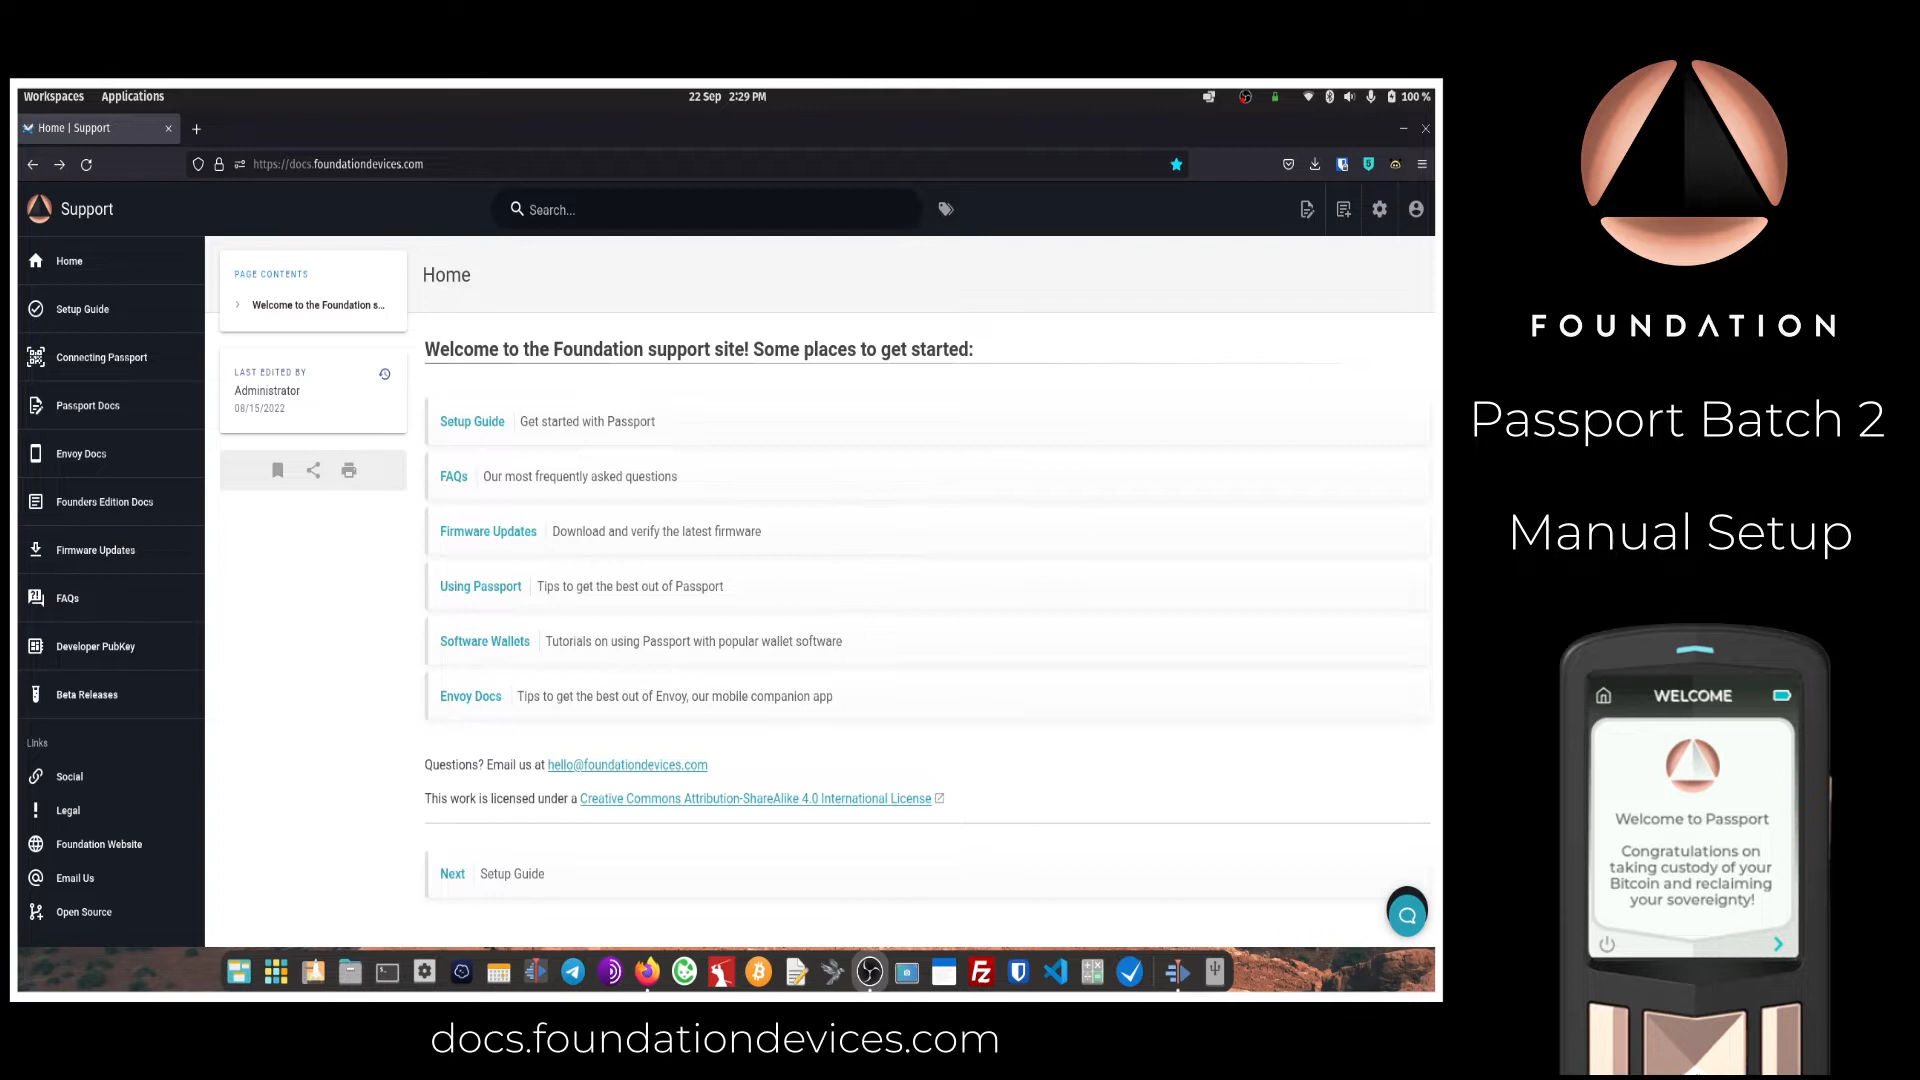 Workspaces Applications 22 Sep 2:29 PM 100 %
Home | Support
https://docs.foundationdevices.com
Support
Search...
Home
Setup Guide
Connecting Passport
Passport Docs
Envoy Docs
Founders Edition Docs
Firmware Updates
FAQs
Developer PubKey
Beta Releases
Links
Social
Legal
Foundation Website
Email Us
Open Source
PAGE CONTENTS
Welcome to the Foundation s...
LAST EDITED BY
Administrator
08/15/2022
Home
Welcome to the Foundation support site! Some places to get started:
Setup Guide Get started with Passport
FAQs Our most frequently asked questions
Firmware Updates Download and verify the latest firmware
Using Passport Tips to get the best out of Passport
Software Wallets Tutorials on using Passport with popular wallet software
Envoy Docs Tips to get the best out of Envoy, our mobile companion app
Questions? Email us at hello@foundationdevices.com
This work is licensed under a Creative Commons Attribution-ShareAlike 4.0 International License
Next Setup Guide
docs.foundationdevices.com
FOUNDATION
Passport Batch 2
Manual Setup
WELCOME
Welcome to Passport
Congratulations on
taking custody of your
Bitcoin and reclaiming
your sovereignty!